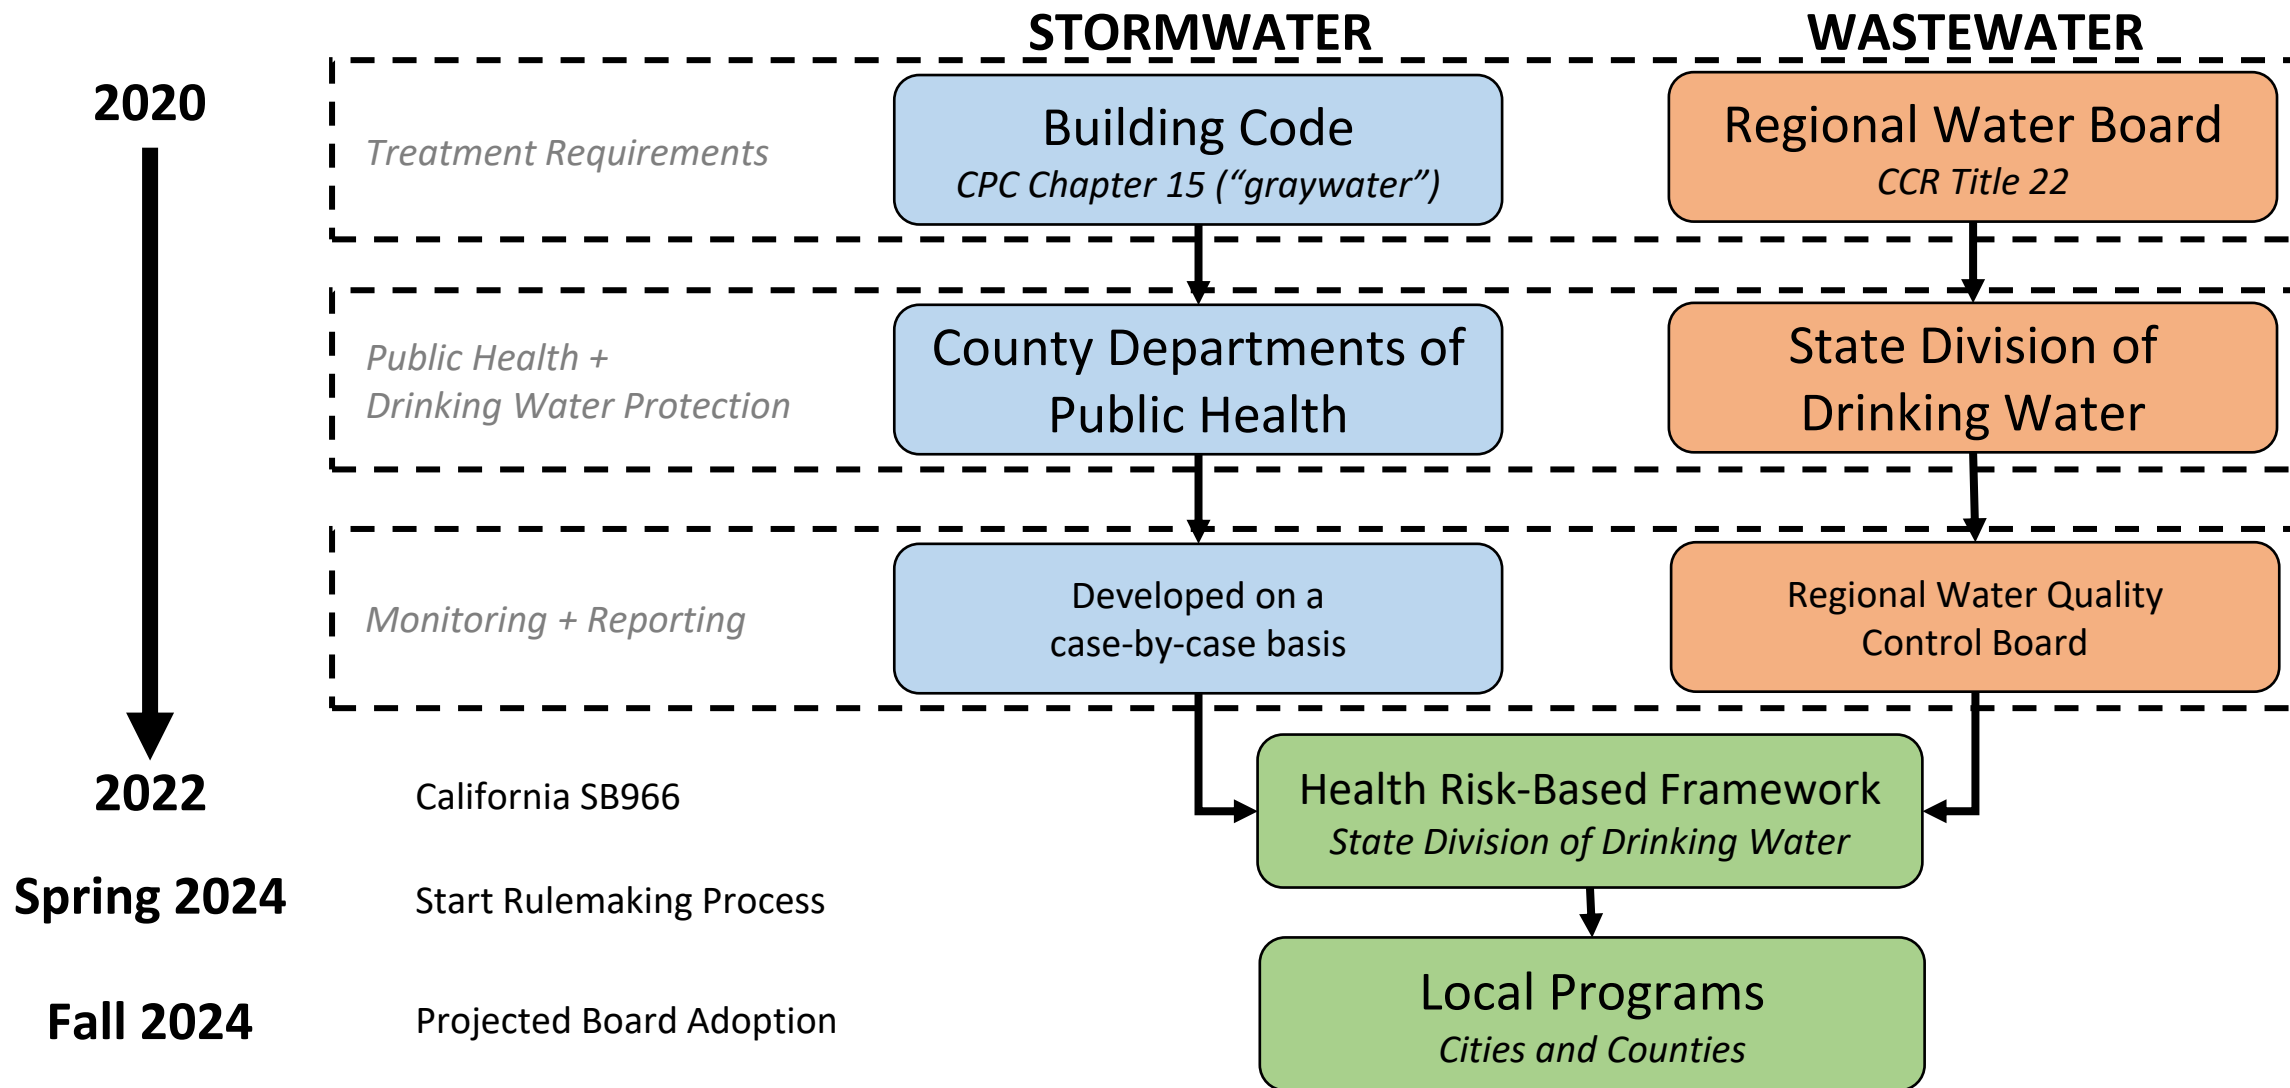 STORMWATER
WASTEWATER
2020
Treatment Requirements
Building Code
CPC Chapter 15 (“graywater”)
Regional Water Board
CCR Title 22
Public Health +
Drinking Water Protection
County Departments of
Public Health
State Division of
Drinking Water
Monitoring + Reporting
Developed on a
case-by-case basis
Regional Water Quality
Control Board
2022
California SB966
Health Risk-Based Framework
State Division of Drinking Water
Spring 2024
Start Rulemaking Process
Fall 2024
Projected Board Adoption
Local Programs
Cities and Counties